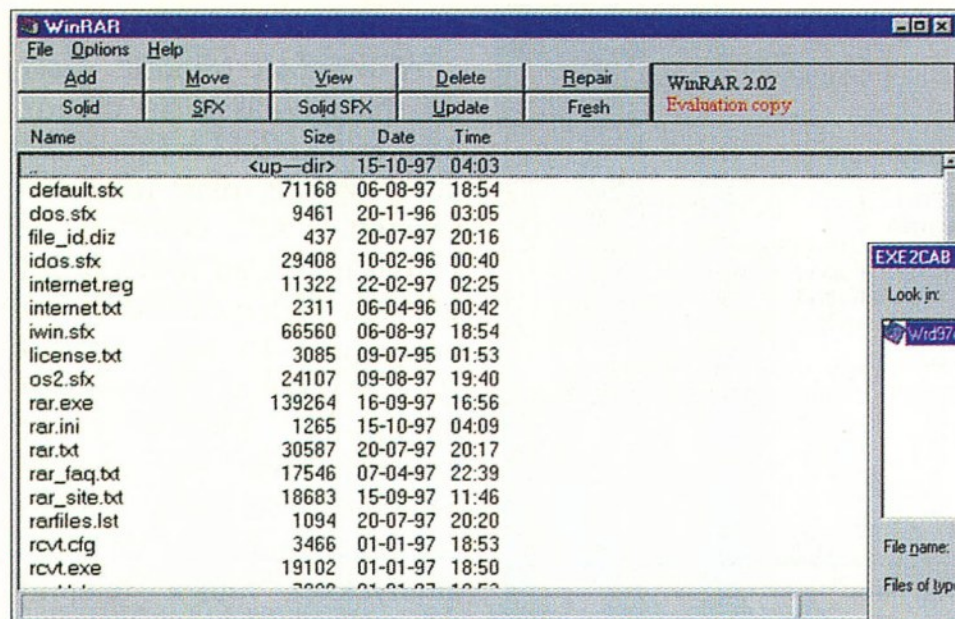 WinRAR
File Options Help
Add Move View Delete Repair
Solid SFX Solid SFX Update Fresh
WinRAR 2.02
Evaluation copy
Name Size Date Time
.. <up—dir> 15-10-97 04:03
default.sfx 71168 06-08-97 18:54
dos.sfx 9461 20-11-96 03:05
file_id.diz 437 20-07-97 20:16
idos.sfx 29408 10-02-96 00:40
internet.reg 11322 22-02-97 02:25
internet.txt 2311 06-04-96 00:42
iwin.sfx 66560 06-08-97 18:54
license.txt 3085 09-07-95 01:53
os2.sfx 24107 09-08-97 19:40
rar.exe 139264 16-09-97 16:56
rar.ini 1265 15-10-97 04:09
rar.txt 30587 20-07-97 20:17
rar_faq.txt 17546 07-04-97 22:39
rar_site.txt 18683 15-09-97 11:46
rarfiles.lst 1094 20-07-97 20:20
rcvt.cfg 3466 01-01-97 18:53
rcvt.exe 19102 01-01-97 18:50
EXE2CAB
Look in:
Wrd97
File name:
Files of typ